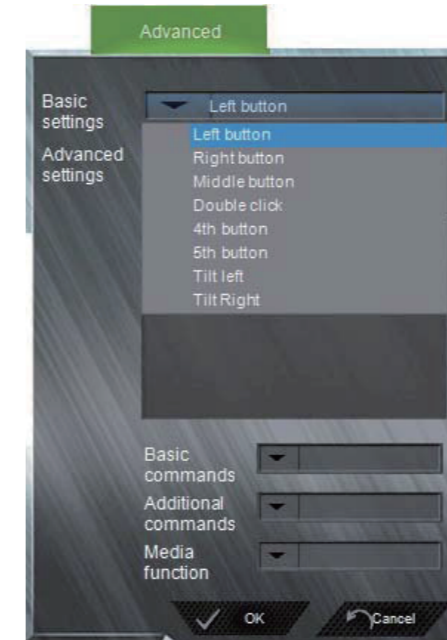 Advanced
Basic
settings
Left button
Left button
Advanced
settings
Right button
Middle button
Double click
4th button
5th button
Tilt left
Tilt Right
Basic
commands
Additional
commands
Media
function
OK
Cancel